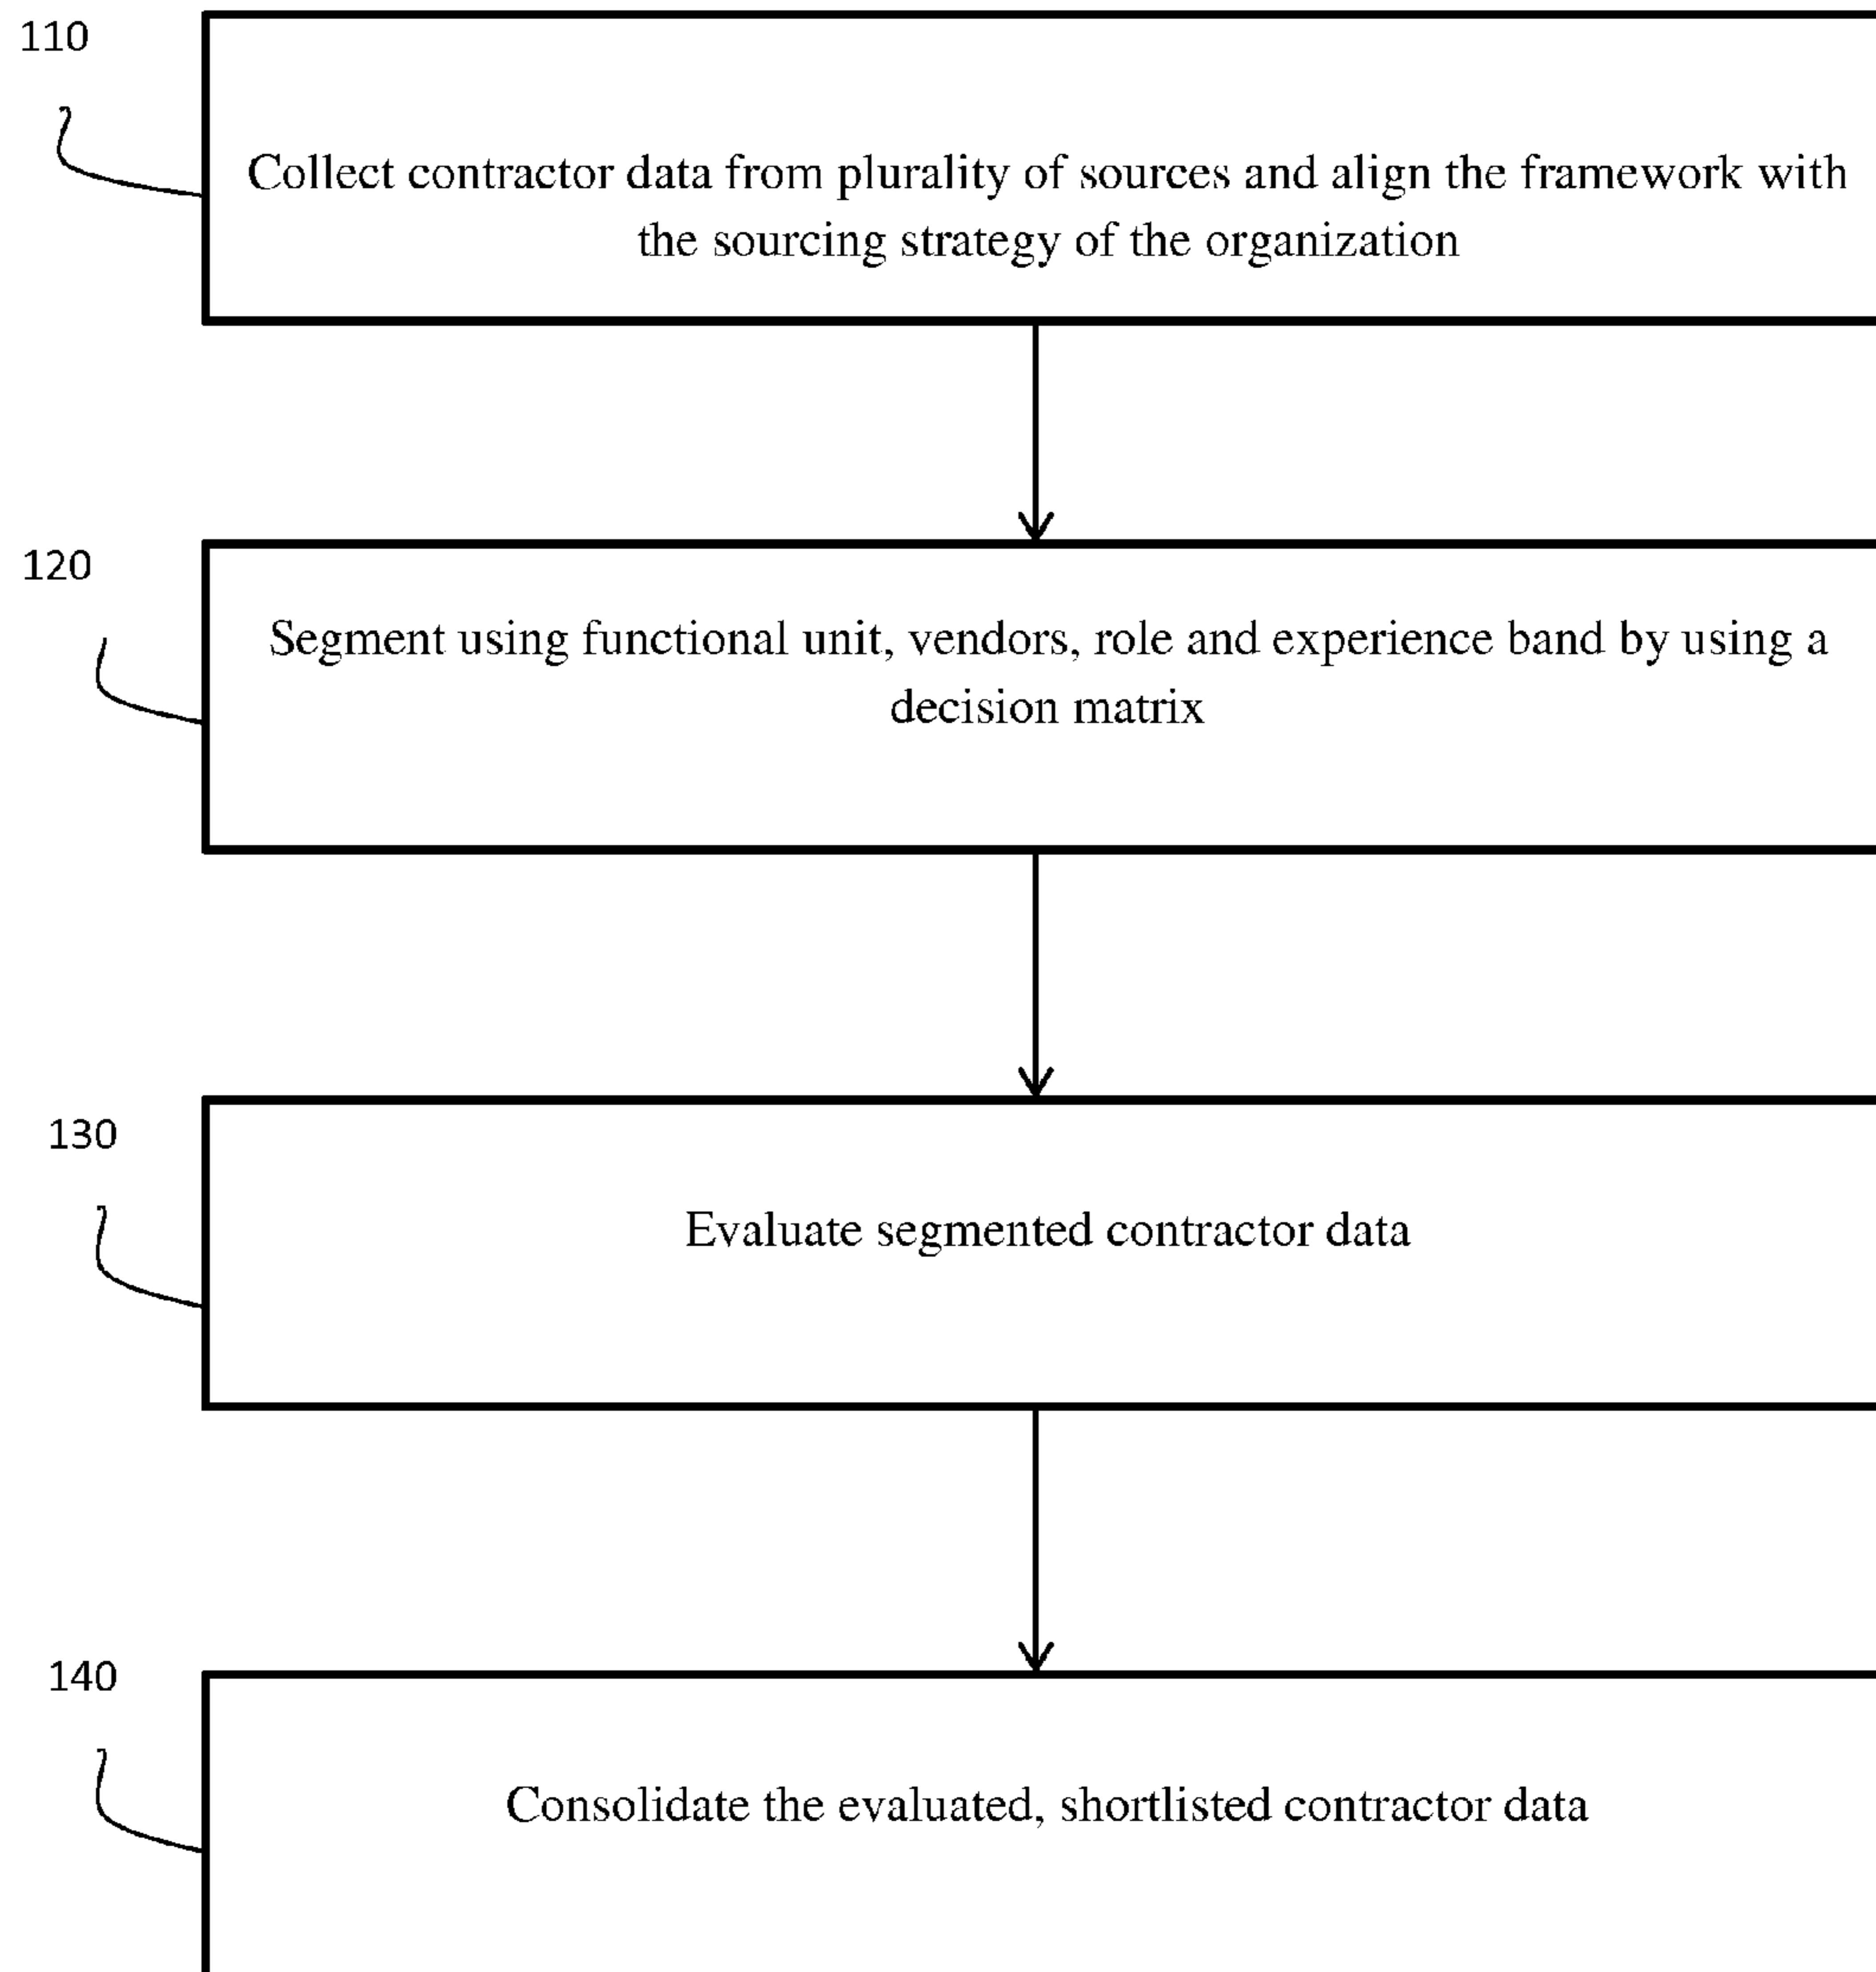 110
Collect contractor data from plurality of sources and align the framework with
the sourcing strategy of the organization
120
Segment using functional unit, vendors, role and experience band by using a
decision matrix
130
Evaluate segmented contractor data
140
Consolidate the evaluated, shortlisted contractor data